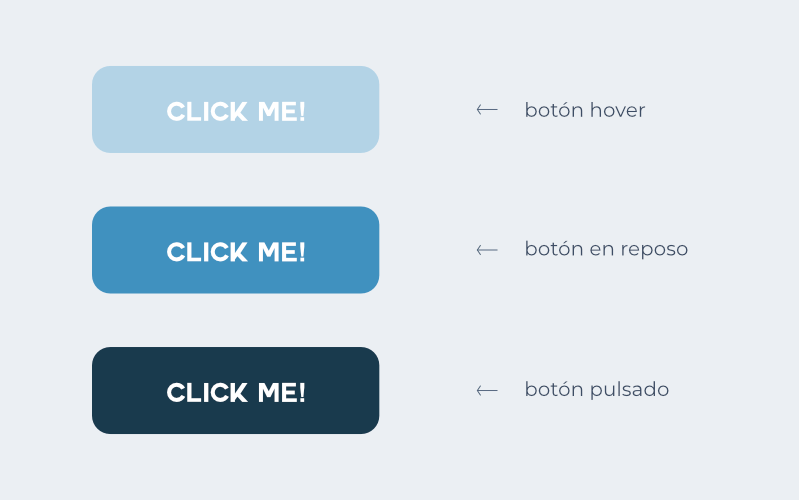 CLICK ME!
← botón hover
CLICK ME!
← botón en reposo
CLICK ME!
← botón pulsado